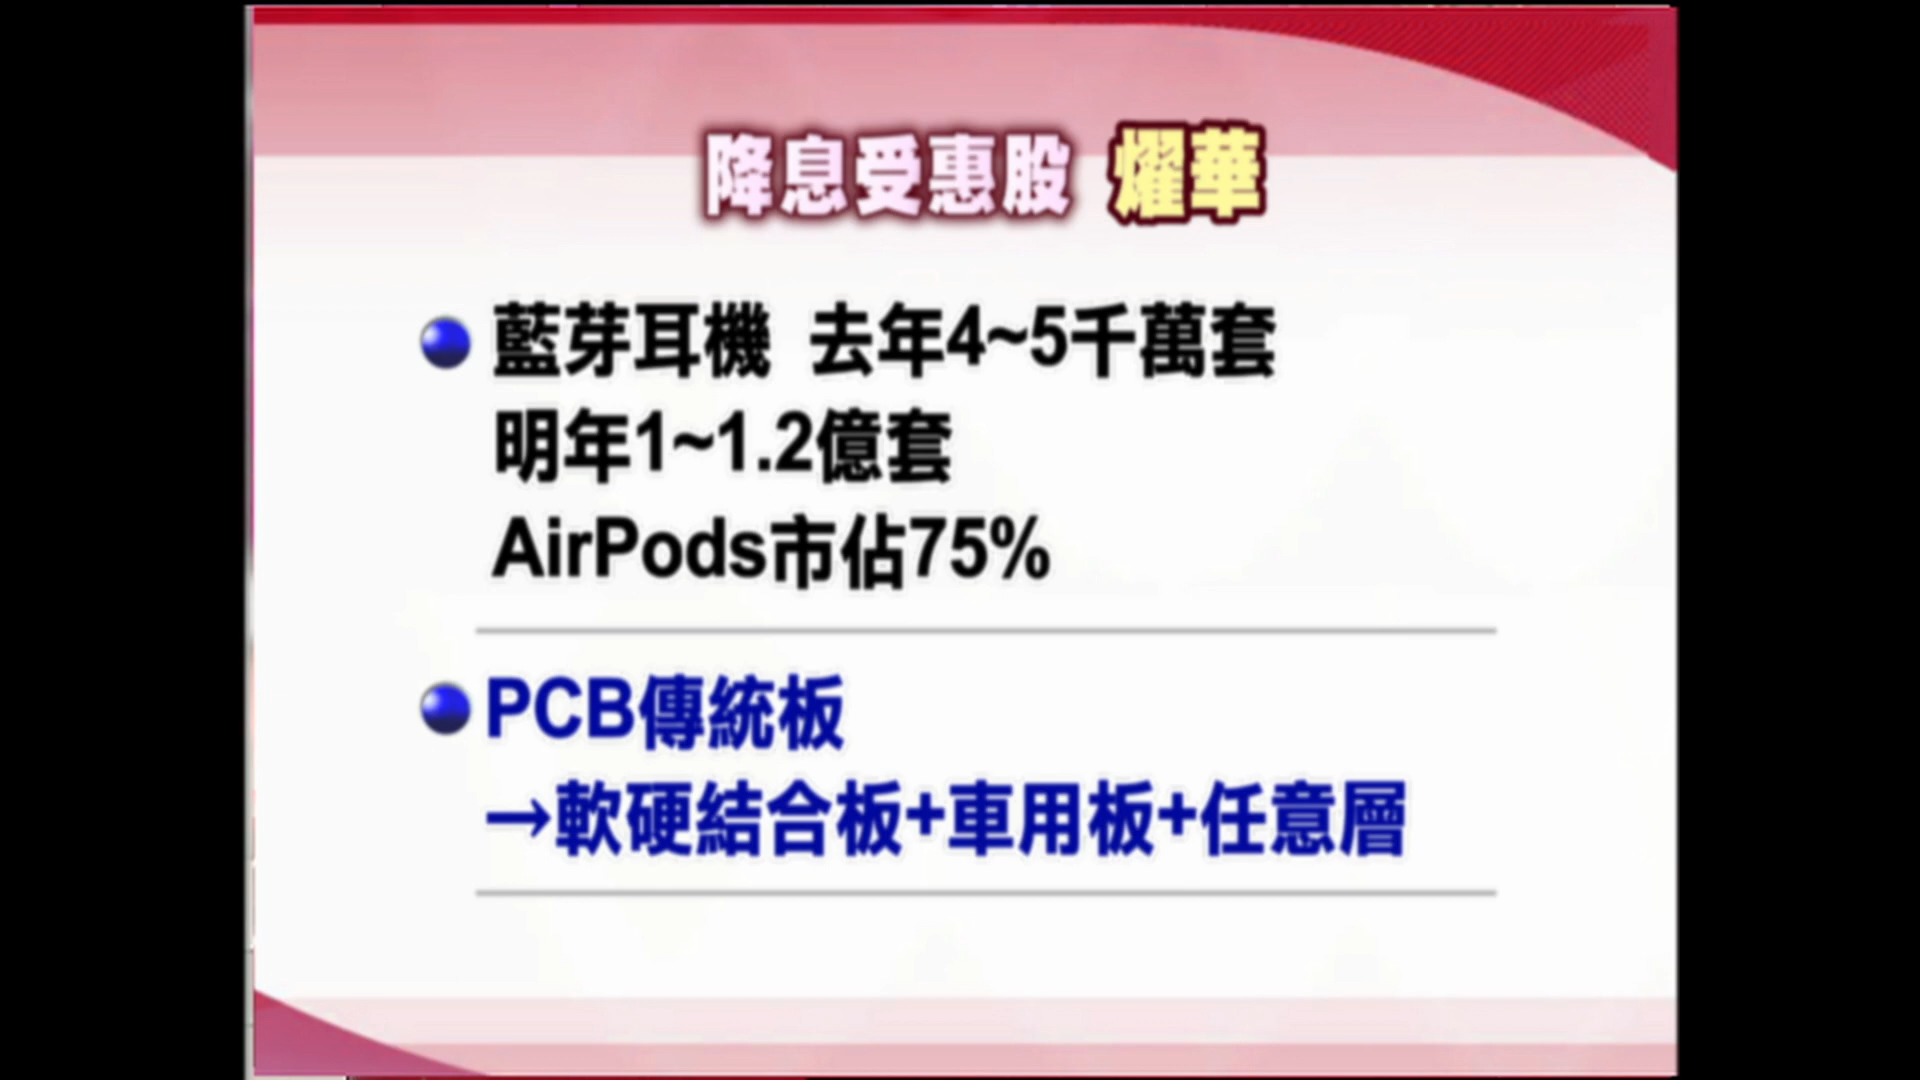 降息受惠股 燿華
藍芽耳機 去年4~5千萬套
明年1~1.2億套
AirPods市佔75%
PCB傳統板
→軟硬結合板+車用板+任意層